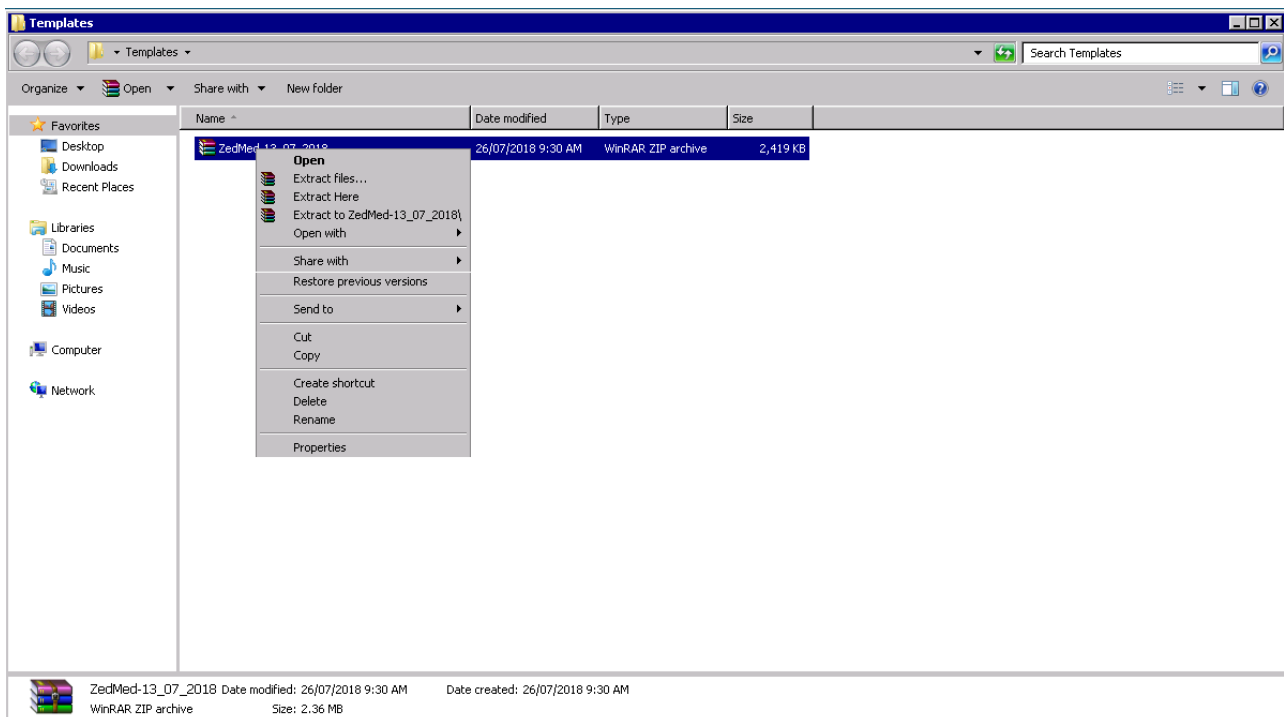 Templates
Templates
Search Templates
Organize Open Share with New folder
Name Date modified Type Size
Favorites
Desktop
Downloads
Recent Places
Libraries
Documents
Music
Pictures
Videos
Computer
Network
ZedMed-13_07_2018 26/07/2018 9:30 AM WinRAR ZIP archive 2,419 KB
Open
Extract files...
Extract Here
Extract to ZedMed-13_07_2018\
Open with
Share with
Restore previous versions
Send to
Cut
Copy
Create shortcut
Delete
Rename
Properties
ZedMed-13_07_2018 Date modified: 26/07/2018 9:30 AM Date created: 26/07/2018 9:30 AM
WinRAR ZIP archive Size: 2.36 MB